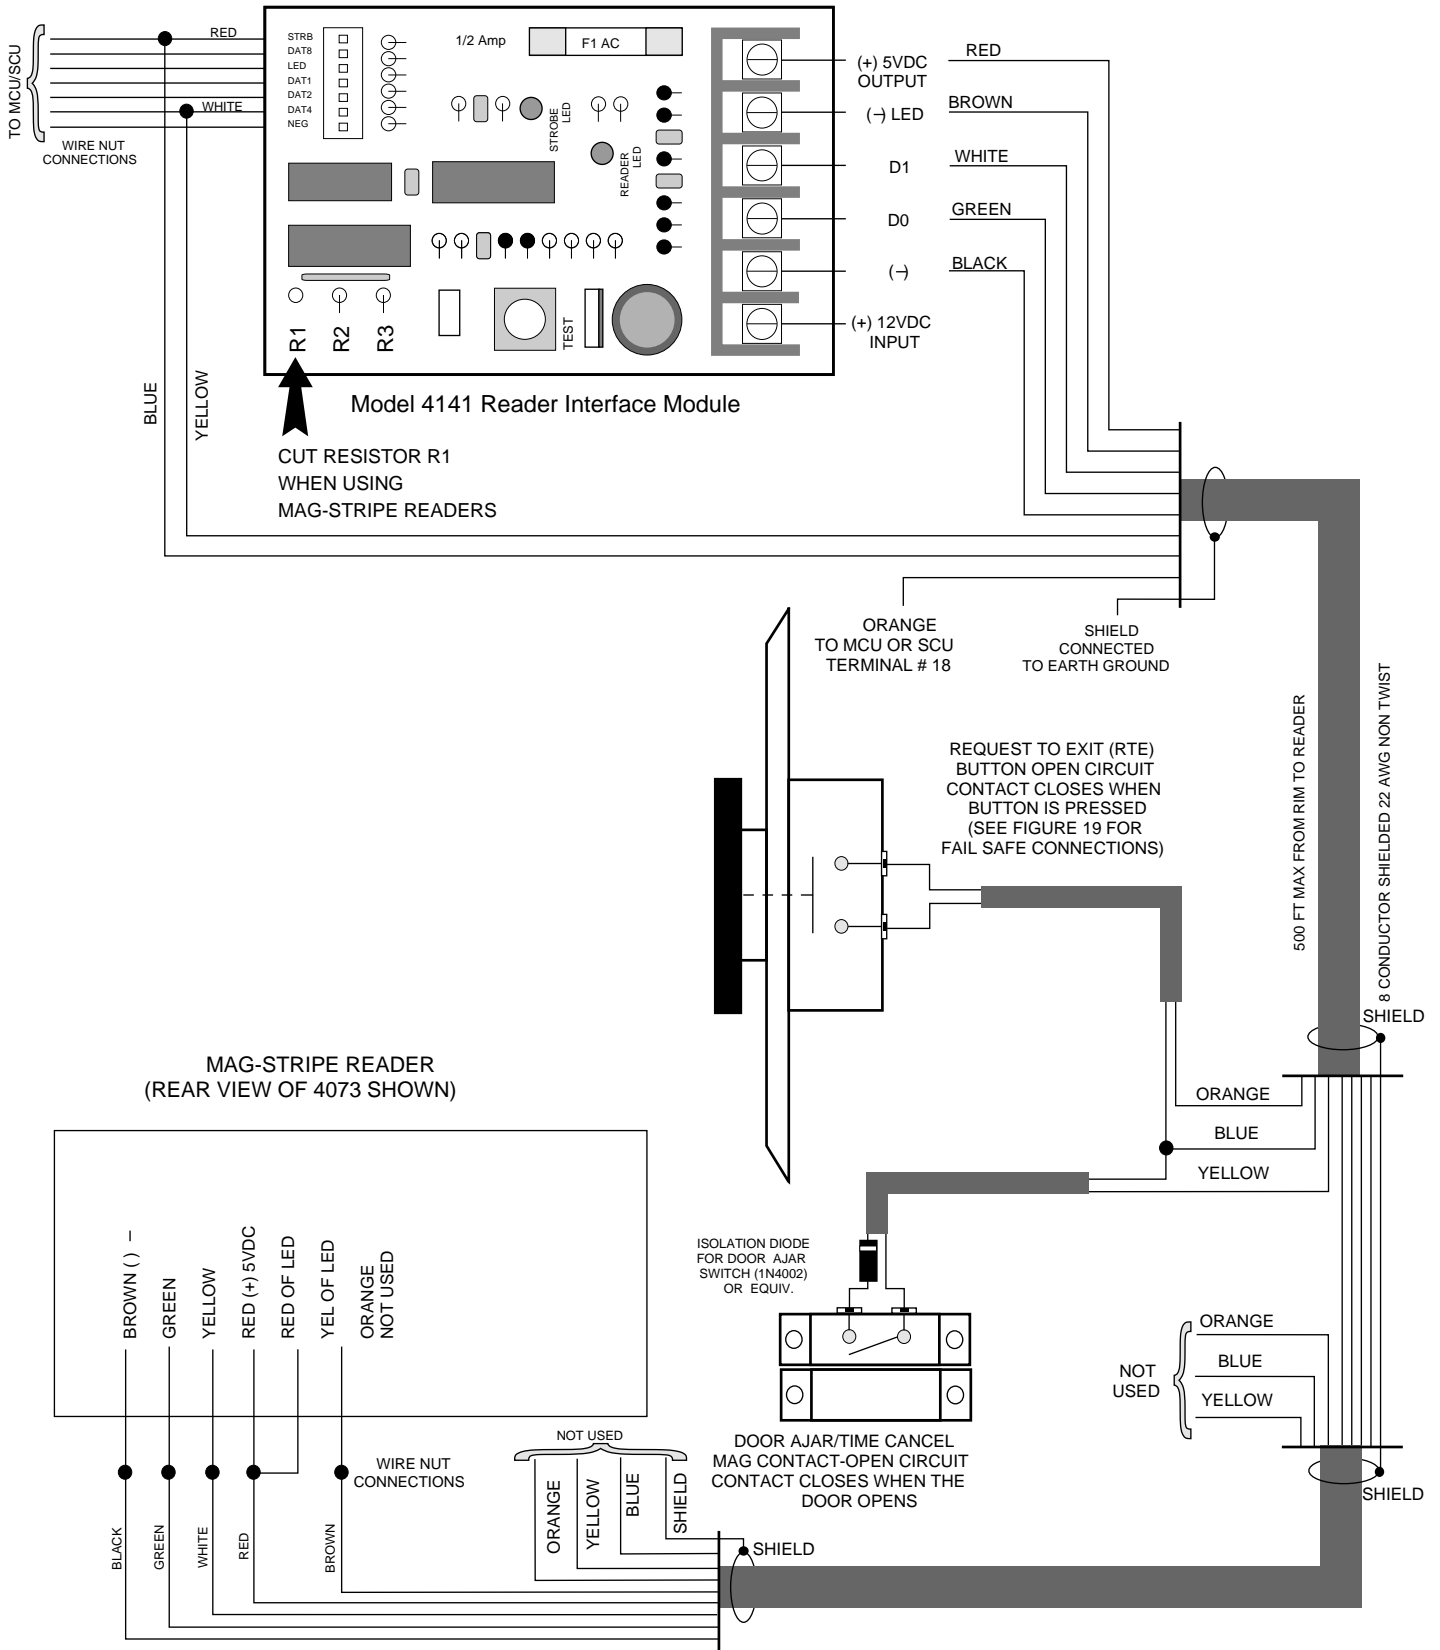 TO MCU/SCU
RED
WHITE
WIRE NUT
CONNECTIONS
STRB
DAT8
LED
DAT1
DAT2
DAT4
NEG
1/2 Amp
F1 AC
STROBE
LED
READER
LED
R1
R2
R3
TEST
(+) 5VDC
OUTPUT
RED
(–) LED
BROWN
D1
WHITE
D0
GREEN
(–)
BLACK
(+) 12VDC
INPUT
BLUE
YELLOW
Model 4141 Reader Interface Module
CUT RESISTOR R1
WHEN USING
MAG-STRIPE READERS
ORANGE
TO MCU OR SCU
TERMINAL # 18
SHIELD
CONNECTED
TO EARTH GROUND
500 FT MAX FROM RIM TO READER
8 CONDUCTOR SHIELDED 22 AWG NON TWIST
REQUEST TO EXIT (RTE)
BUTTON OPEN CIRCUIT
CONTACT CLOSES WHEN
BUTTON IS PRESSED
(SEE FIGURE 19 FOR
FAIL SAFE CONNECTIONS)
SHIELD
ORANGE
BLUE
YELLOW
MAG-STRIPE READER
(REAR VIEW OF 4073 SHOWN)
BROWN ( ) –
GREEN
YELLOW
RED (+) 5VDC
RED OF LED
YEL OF LED
ORANGE
NOT USED
ISOLATION DIODE
FOR DOOR AJAR
SWITCH (1N4002)
OR EQUIV.
NOT
USED
ORANGE
BLUE
YELLOW
DOOR AJAR/TIME CANCEL
MAG CONTACT-OPEN CIRCUIT
CONTACT CLOSES WHEN THE
DOOR OPENS
WIRE NUT
CONNECTIONS
NOT USED
ORANGE
YELLOW
BLUE
SHIELD
SHIELD
SHIELD
BLACK
GREEN
WHITE
RED
BROWN